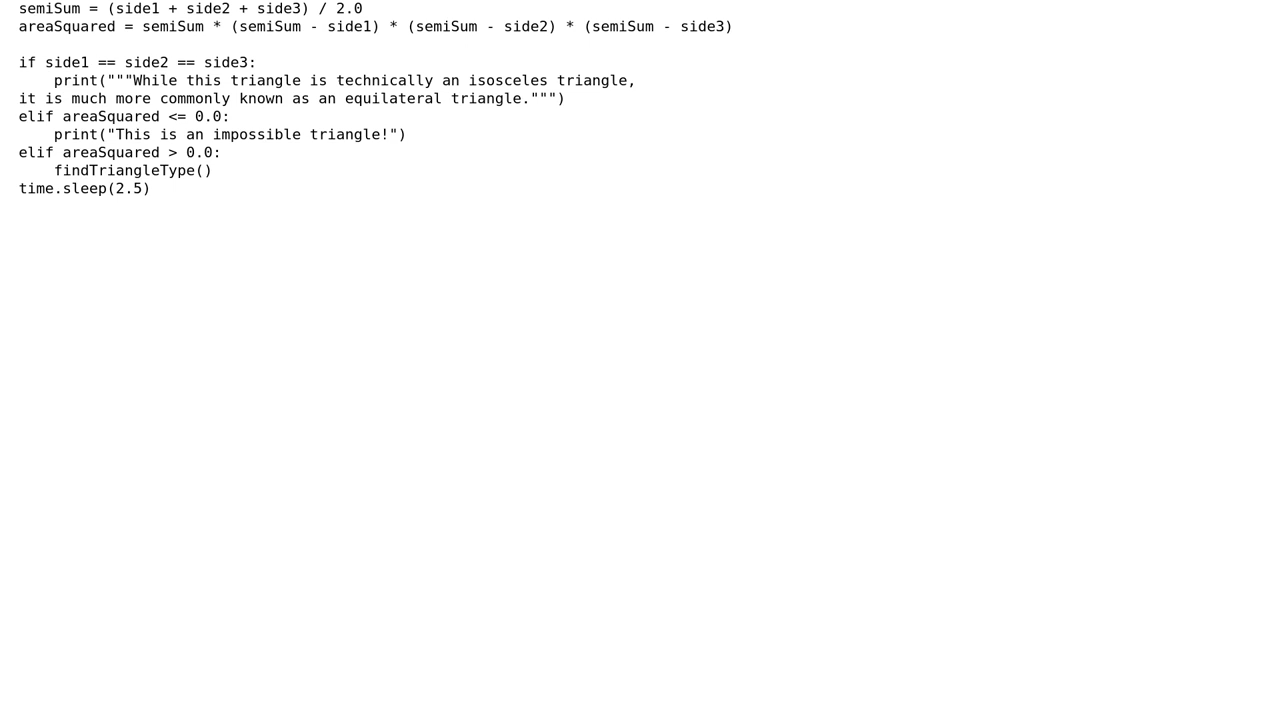 semiSum = (side1 + side2 + side3) / 2.0
areaSquared = semiSum * (semiSum - side1) * (semiSum - side2) * (semiSum - side3)

if side1 == side2 == side3:
    print("""While this triangle is technically an isosceles triangle,
it is much more commonly known as an equilateral triangle.""")
elif areaSquared <= 0.0:
    print("This is an impossible triangle!")
elif areaSquared > 0.0:
    findTriangleType()
time.sleep(2.5)